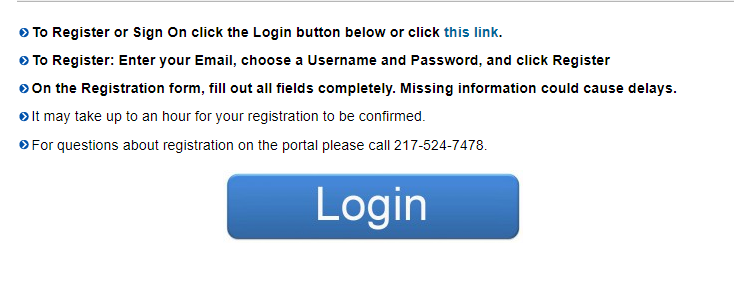 To Register or Sign On click the Login button below or click this link.
To Register: Enter your Email, choose a Username and Password, and click Register
On the Registration form, fill out all fields completely. Missing information could cause delays.
It may take up to an hour for your registration to be confirmed.
For questions about registration on the portal please call 217-524-7478.
Login